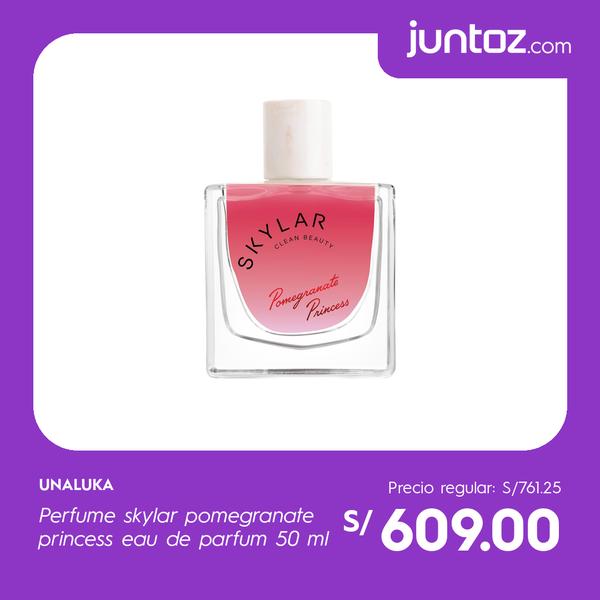 juntoz.com
SKYLAR
CLEAN BEAUTY
Pomegranate
Princess
UNALUKA
Perfume skylar pomegranate
princess eau de parfum 50 ml
Precio regular: S/761.25
S/ 609.00